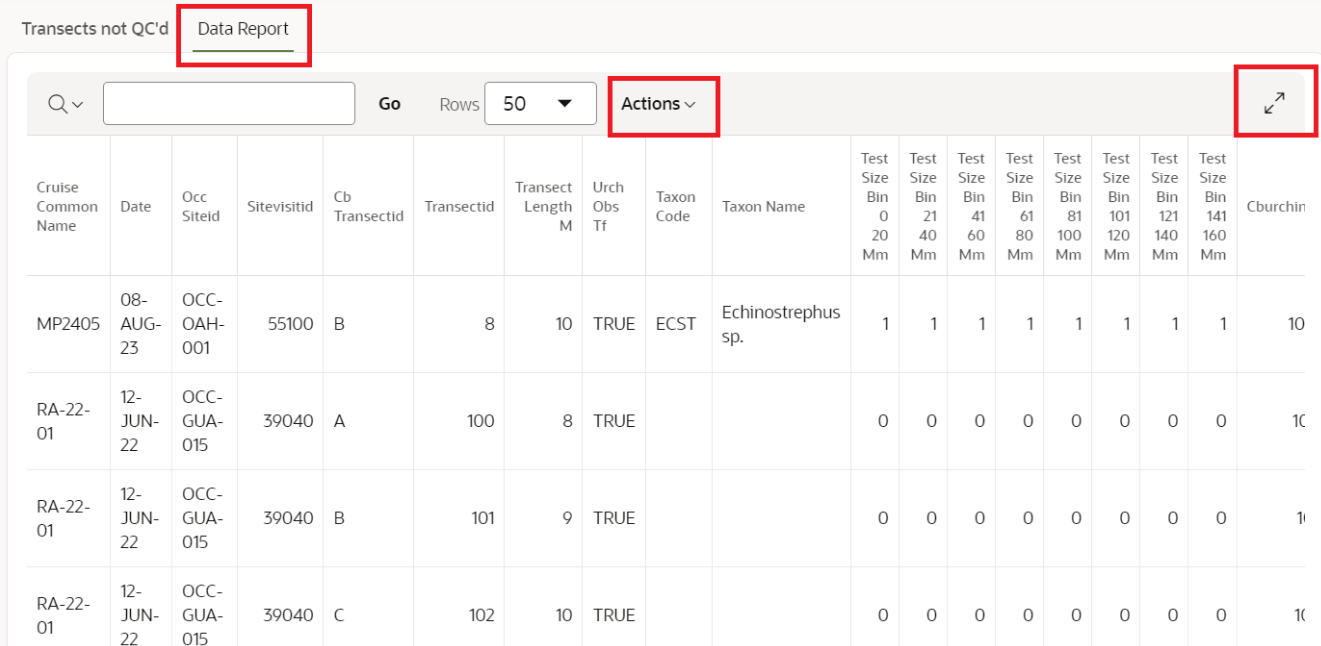 Transects not QC'd Data Report
Go Rows 50 Actions
Cruise Common Name Date Occ Siteid Sitevisitid Cb Transectid Transectid Transect Length M Urch Obs Tf Taxon Code Taxon Name Test Size Bin 0 20 Mm Test Size Bin 21 40 Mm Test Size Bin 41 60 Mm Test Size Bin 61 80 Mm Test Size Bin 81 100 Mm Test Size Bin 101 120 Mm Test Size Bin 121 140 Mm Test Size Bin 141 160 Mm Cburchin
MP2405 08-AUG-23 OCC-OAH-001 55100 B 8 10 TRUE ECST Echinostrephus sp. 1 1 1 1 1 1 1 1 10
RA-22-01 12-JUN-22 OCC-GUA-015 39040 A 100 8 TRUE 0 0 0 0 0 0 0 0
RA-22-01 12-JUN-22 OCC-GUA-015 39040 B 101 9 TRUE 0 0 0 0 0 0 0 0
RA-22-01 12-JUN-22 OCC-GUA-015 39040 C 102 10 TRUE 0 0 0 0 0 0 0 0